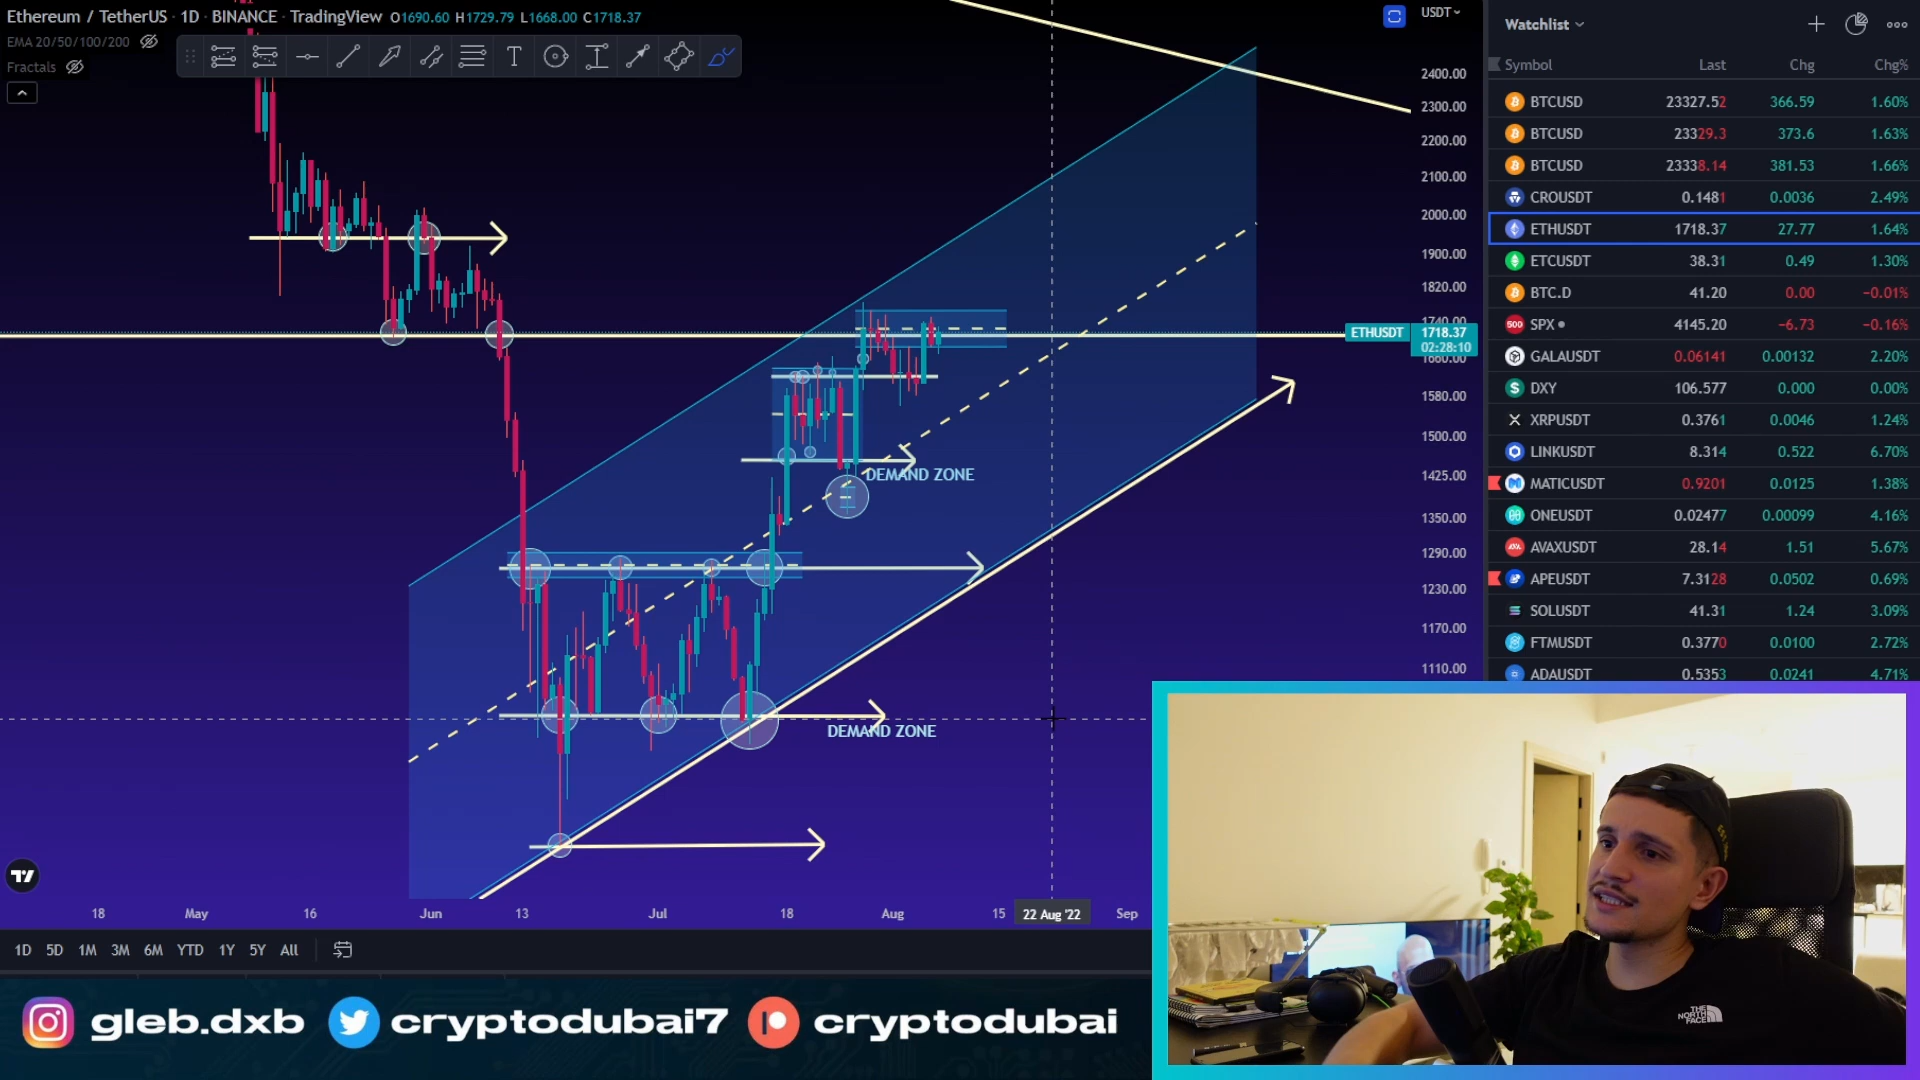 Ethereum / TetherUS · 1D · BINANCE · TradingView O1690.60 H1729.79 L1668.00 C1718.37
EMA 20/50/100/200
Fractals
USDT
2400.00
2300.00
2200.00
2100.00
2000.00
1900.00
1820.00
1740.00
ETHUSDT 1718.37
02:28:10
1660.00
1580.00
1500.00
1425.00
1350.00
1290.00
1230.00
1170.00
1110.00
DEMAND ZONE
DEMAND ZONE
18 May 16 Jun 13 Jul 18 Aug 15 22 Aug '22 Sep
1D 5D 1M 3M 6M YTD 1Y 5Y All
Watchlist
Symbol Last Chg Chg%
BTCUSD 23327.52 366.59 1.60%
BTCUSD 23329.3 373.6 1.63%
BTCUSD 23338.14 381.53 1.66%
CROUSDT 0.1481 0.0036 2.49%
ETHUSDT 1718.37 27.77 1.64%
ETCUSDT 38.31 0.49 1.30%
BTC.D 41.20 0.00 −0.01%
500 SPX 4145.20 −6.73 −0.16%
GALAUSDT 0.06141 0.00132 2.20%
DXY 106.577 0.000 0.00%
XRPUSDT 0.3761 0.0046 1.24%
LINKUSDT 8.314 0.522 6.70%
MATICUSDT 0.9201 0.0125 1.38%
ONEUSDT 0.02477 0.00099 4.16%
AVAXUSDT 28.14 1.51 5.67%
APEUSDT 7.3128 0.0502 0.69%
SOLUSDT 41.31 1.24 3.09%
FTMUSDT 0.3770 0.0100 2.72%
ADAUSDT 0.5353 0.0241 4.71%
THE
NORTH
FACE
gleb.dxb cryptodubai7 cryptodubai